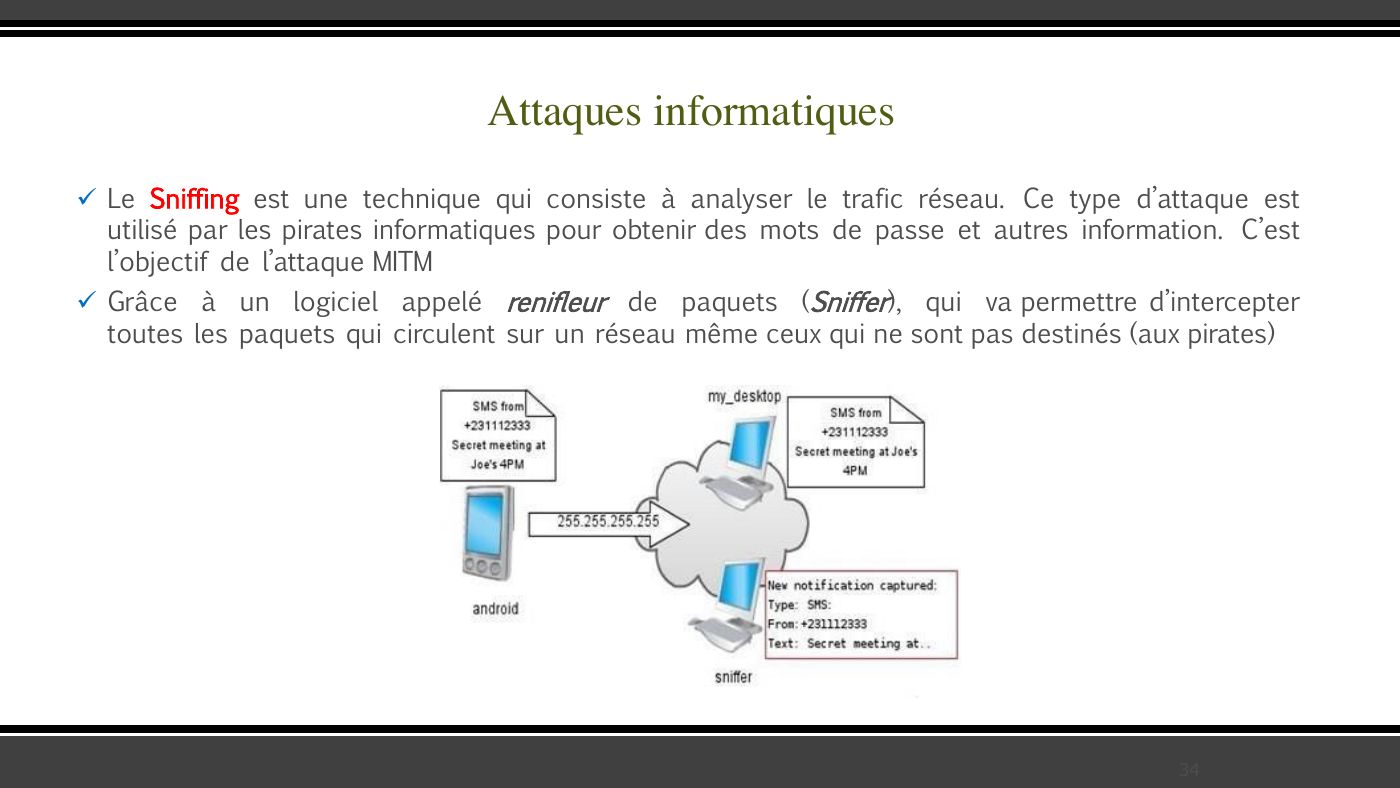 Attaques informatiques
✓ Le Sniffing est une technique qui consiste à analyser le trafic réseau. Ce type d’attaque est
utilisé par les pirates informatiques pour obtenir des mots de passe et autres information. C’est
l’objectif de l’attaque MITM
✓ Grâce à un logiciel appelé renifleur de paquets (Sniffer), qui va permettre d’intercepter
toutes les paquets qui circulent sur un réseau même ceux qui ne sont pas destinés (aux pirates)
SMS from
+231112333
Secret meeting at
Joe's 4PM
my_desktop
SMS from
+231112333
Secret meeting at Joe's
4PM
255.255.255.255
android
New notification captured:
Type: SMS:
From:+231112333
Text: Secret meeting at..
sniffer
34